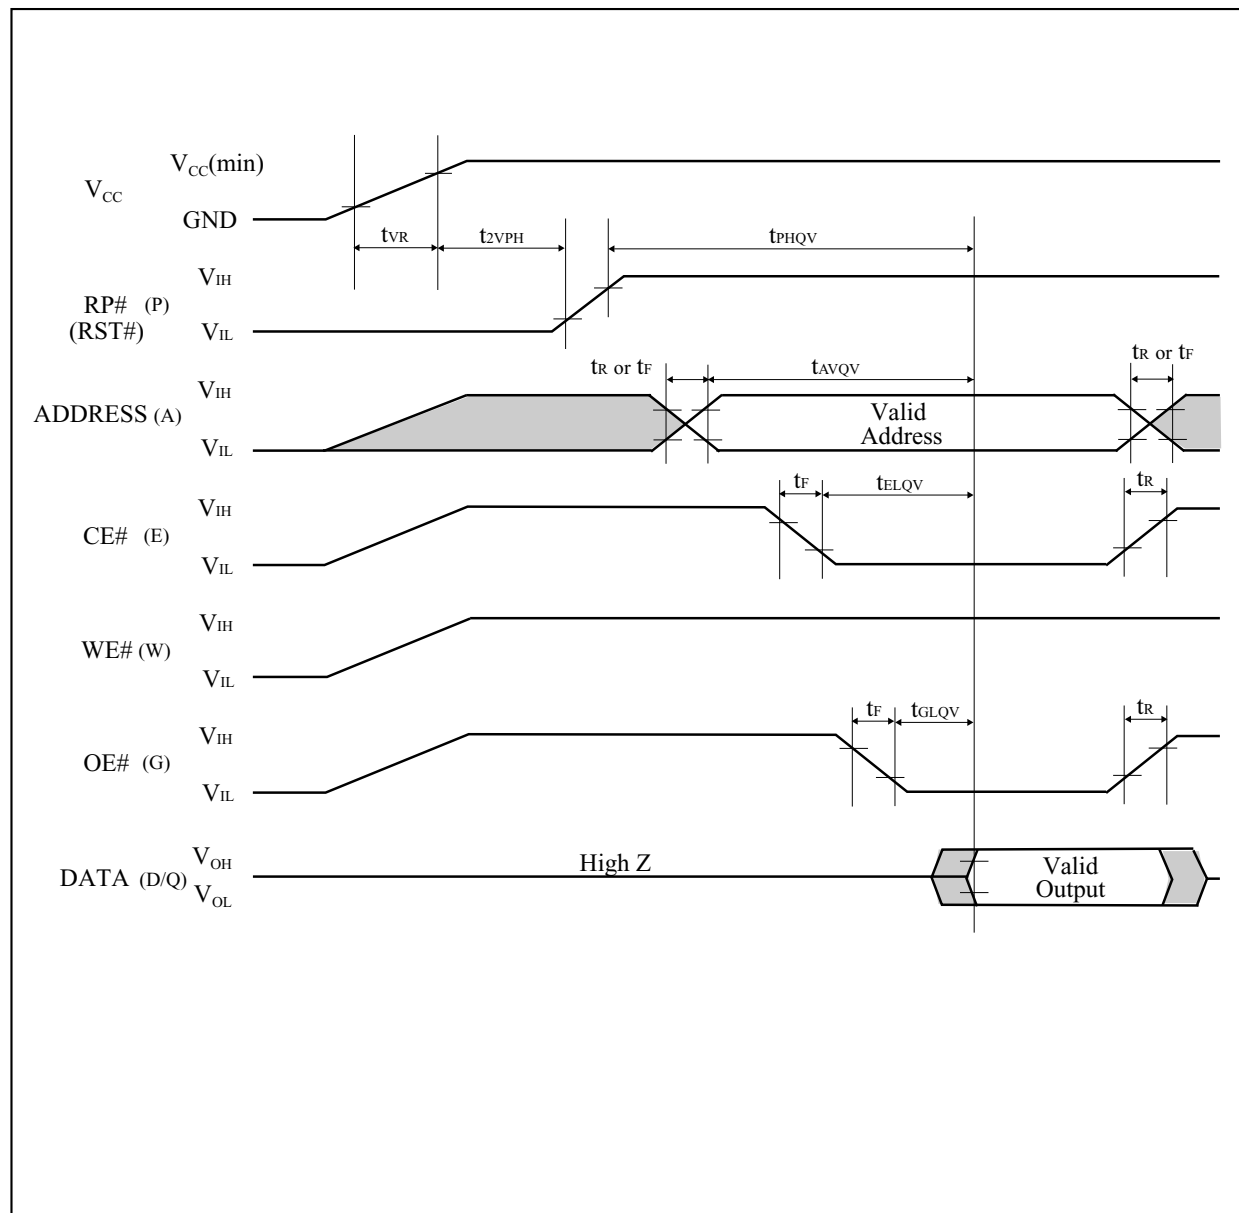 VCC(min)
VCC
GND
tVR
t2VPH
tPHQV
VIH
RP# (P)
(RST#)
VIL
tR or tF
tAVQV
tR or tF
VIH
ADDRESS (A)
Valid
Address
VIL
tF
tELQV
tR
VIH
CE# (E)
VIL
VIH
WE# (W)
VIL
tF
tGLQV
tR
VIH
OE# (G)
VIL
VOH
High Z
DATA (D/Q)
Valid
Output
VOL